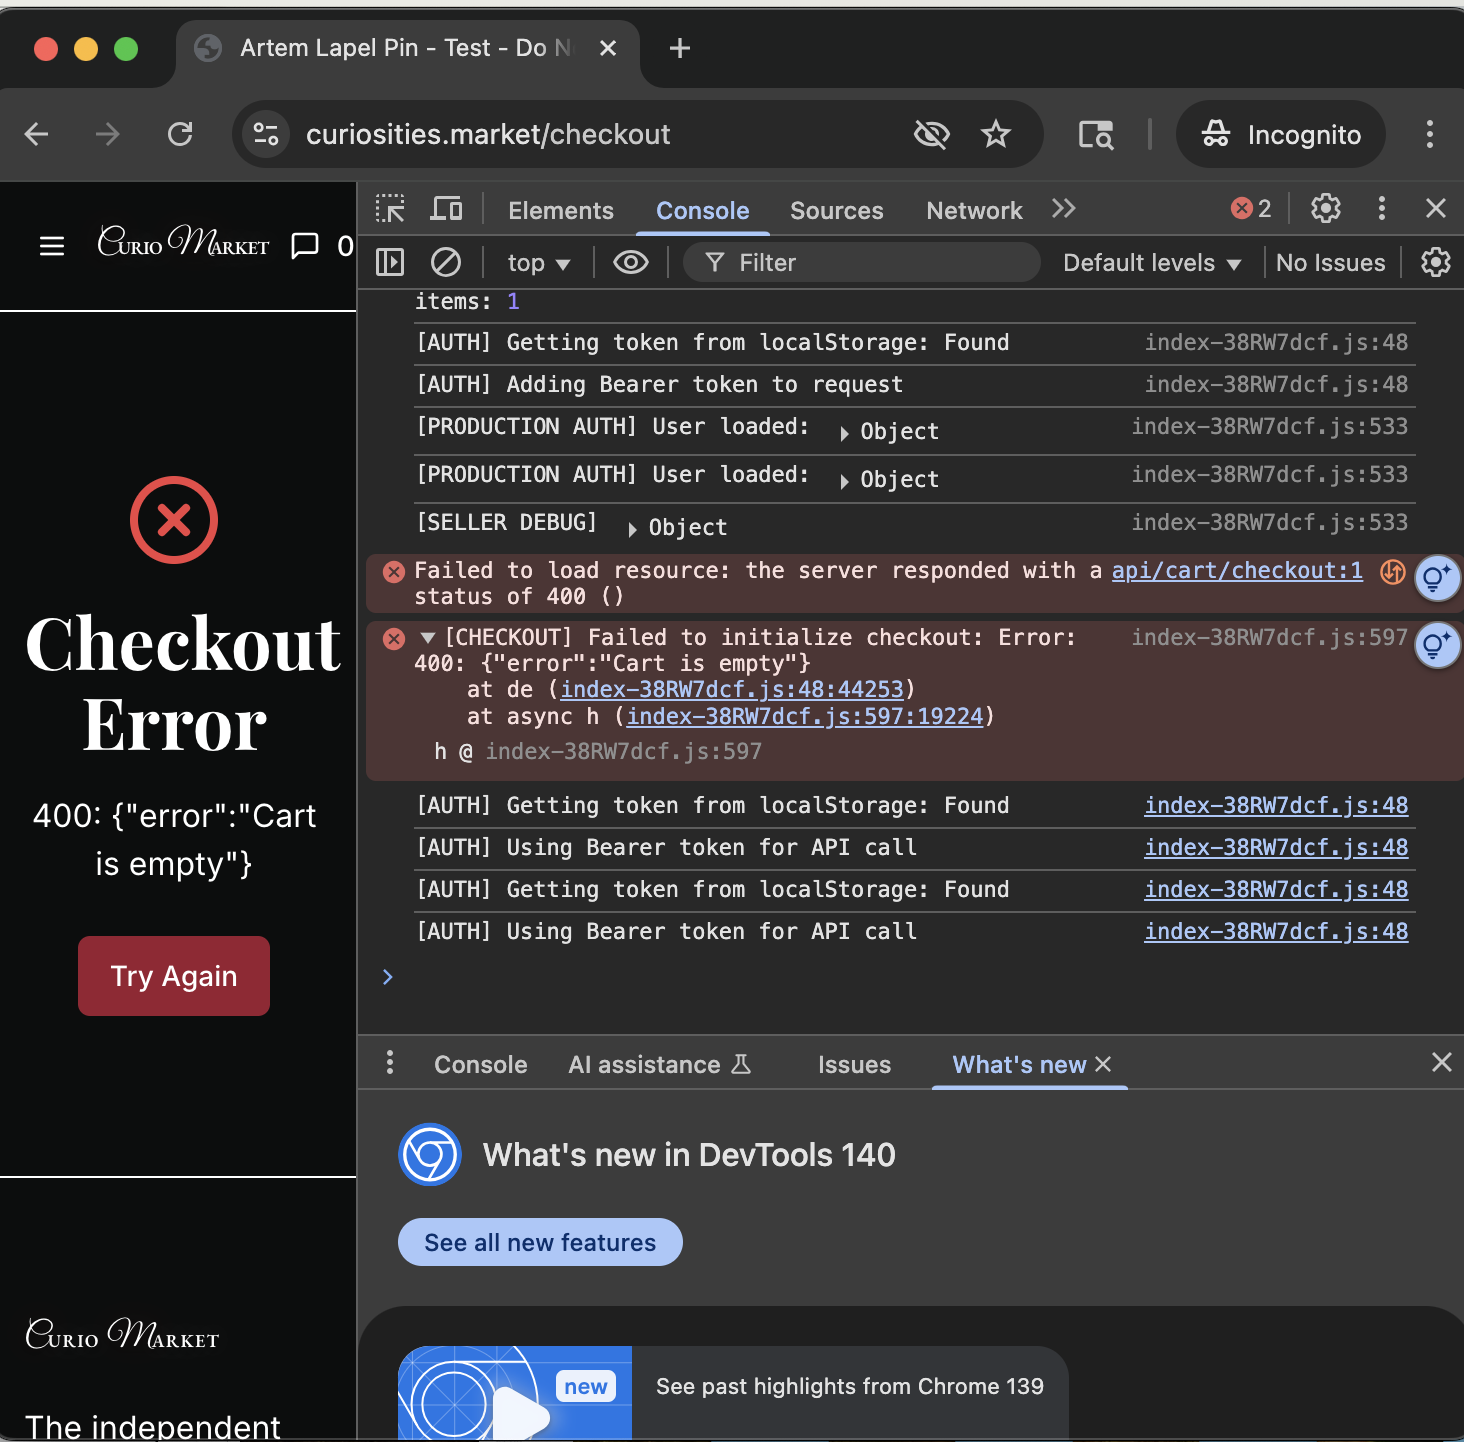 Artem Lapel Pin - Test - Do N
curiosities.market/checkout
Incognito
CURIO MARKET
0
Checkout
Error
400: {"error":"Cart
is empty"}
Try Again
CURIO MARKET
The independent
Elements
Console
Sources
Network
2
top
Filter
Default levels
No Issues
items: 1
[AUTH] Getting token from localStorage: Found index-38RW7dcf.js:48
[AUTH] Adding Bearer token to request index-38RW7dcf.js:48
[PRODUCTION AUTH] User loaded: Object index-38RW7dcf.js:533
[PRODUCTION AUTH] User loaded: Object index-38RW7dcf.js:533
[SELLER DEBUG] Object index-38RW7dcf.js:533
Failed to load resource: the server responded with a api/cart/checkout:1
status of 400 ()
[CHECKOUT] Failed to initialize checkout: Error: index-38RW7dcf.js:597
400: {"error":"Cart is empty"}
at de (index-38RW7dcf.js:48:44253)
at async h (index-38RW7dcf.js:597:19224)
h @ index-38RW7dcf.js:597
[AUTH] Getting token from localStorage: Found index-38RW7dcf.js:48
[AUTH] Using Bearer token for API call index-38RW7dcf.js:48
[AUTH] Getting token from localStorage: Found index-38RW7dcf.js:48
[AUTH] Using Bearer token for API call index-38RW7dcf.js:48
Console
AI assistance
Issues
What's new
What's new in DevTools 140
See all new features
new
See past highlights from Chrome 139